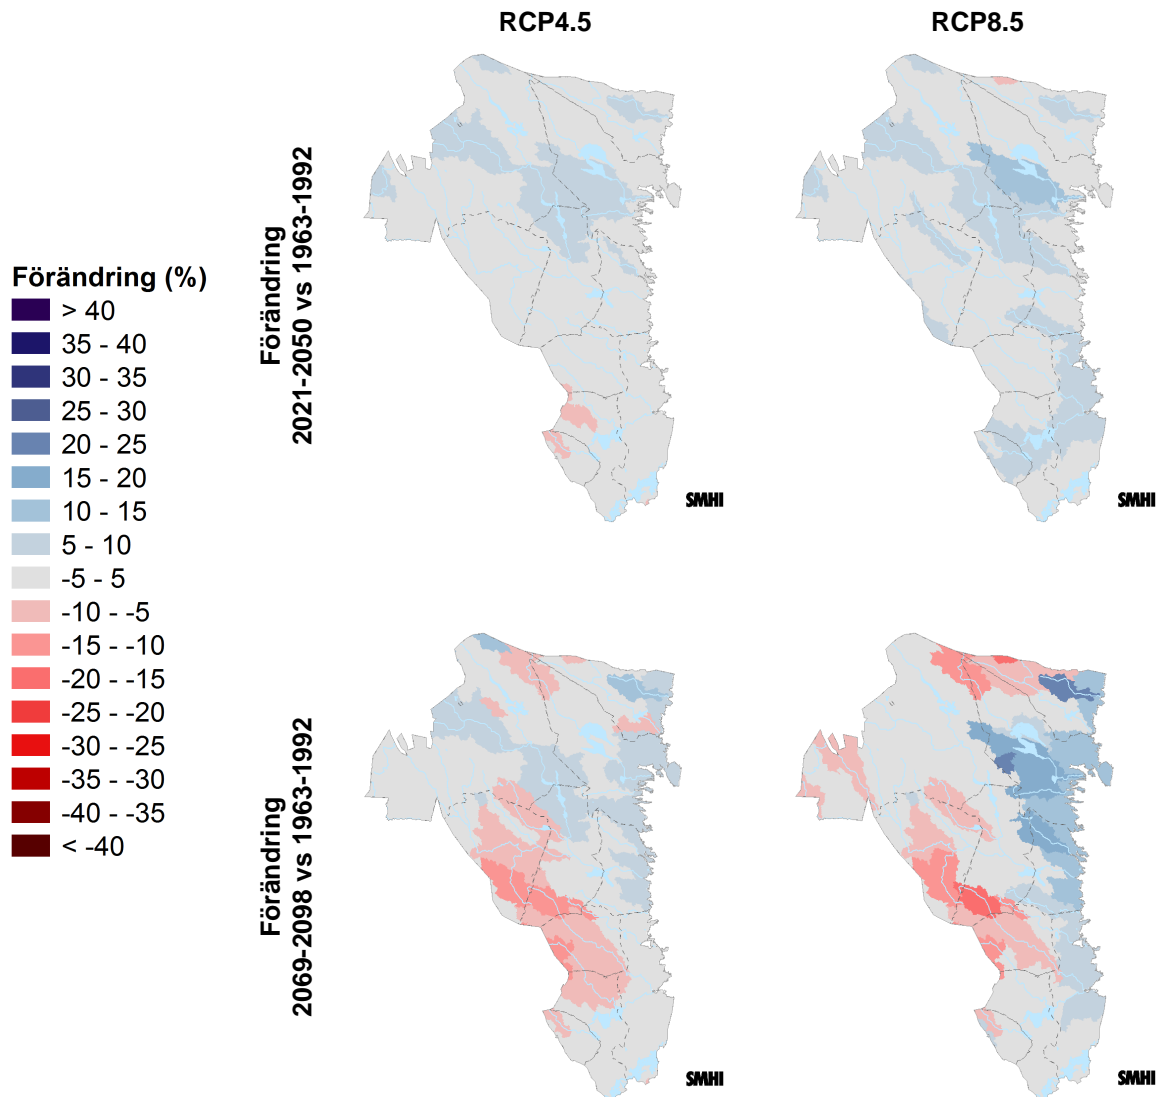 RCP4.5
RCP8.5
Förändring
2021-2050 vs 1963-1992
Förändring (%)
> 40
35 - 40
30 - 35
25 - 30
20 - 25
15 - 20
10 - 15
5 - 10
-5 - 5
-10 - -5
-15 - -10
-20 - -15
-25 - -20
-30 - -25
-35 - -30
-40 - -35
< -40
SMHI
SMHI
Förändring
2069-2098 vs 1963-1992
SMHI
SMHI